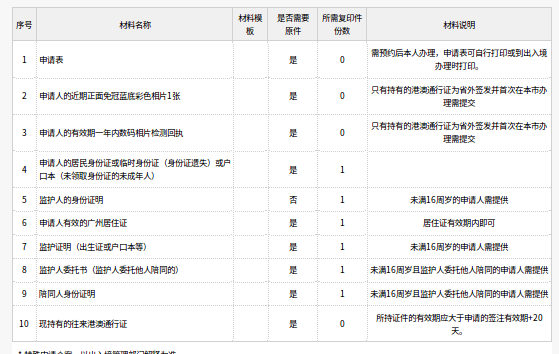 序号 材料名称 材料模板 是否需要原件 所需复印件份数 材料说明
1 申请表 是 0 需预约后本人办理，申请表可自行打印或到出入境
办理时打印。
2 申请人的近期正面免冠蓝底彩色相片1张 是 0 只有持有的港澳通行证为省外签发并首次在本市办
理需提交
3 申请人的有效期一年内数码相片检测回执 是 0 只有持有的港澳通行证为省外签发并首次在本市办
理需提交
4 申请人的居民身份证或临时身份证（身份证遗失）或户
口本（未领取身份证的未成年人） 是 1
5 监护人的身份证明 否 1 未满16周岁的申请人需提供
6 申请人有效的广州居住证 是 1 居住证有效期内即可
7 监护证明（出生证或户口本等） 是 1 未满16周岁的申请人需提供
8 监护人委托书（监护人委托他人陪同的） 是 1 未满16周岁且监护人委托他人陪同的申请人需提供
9 陪同人身份证明 是 1 未满16周岁且监护人委托他人陪同的申请人需提供
10 现持有的往来港澳通行证 是 0 所持证件的有效期应大于申请的签注有效期+20
天。